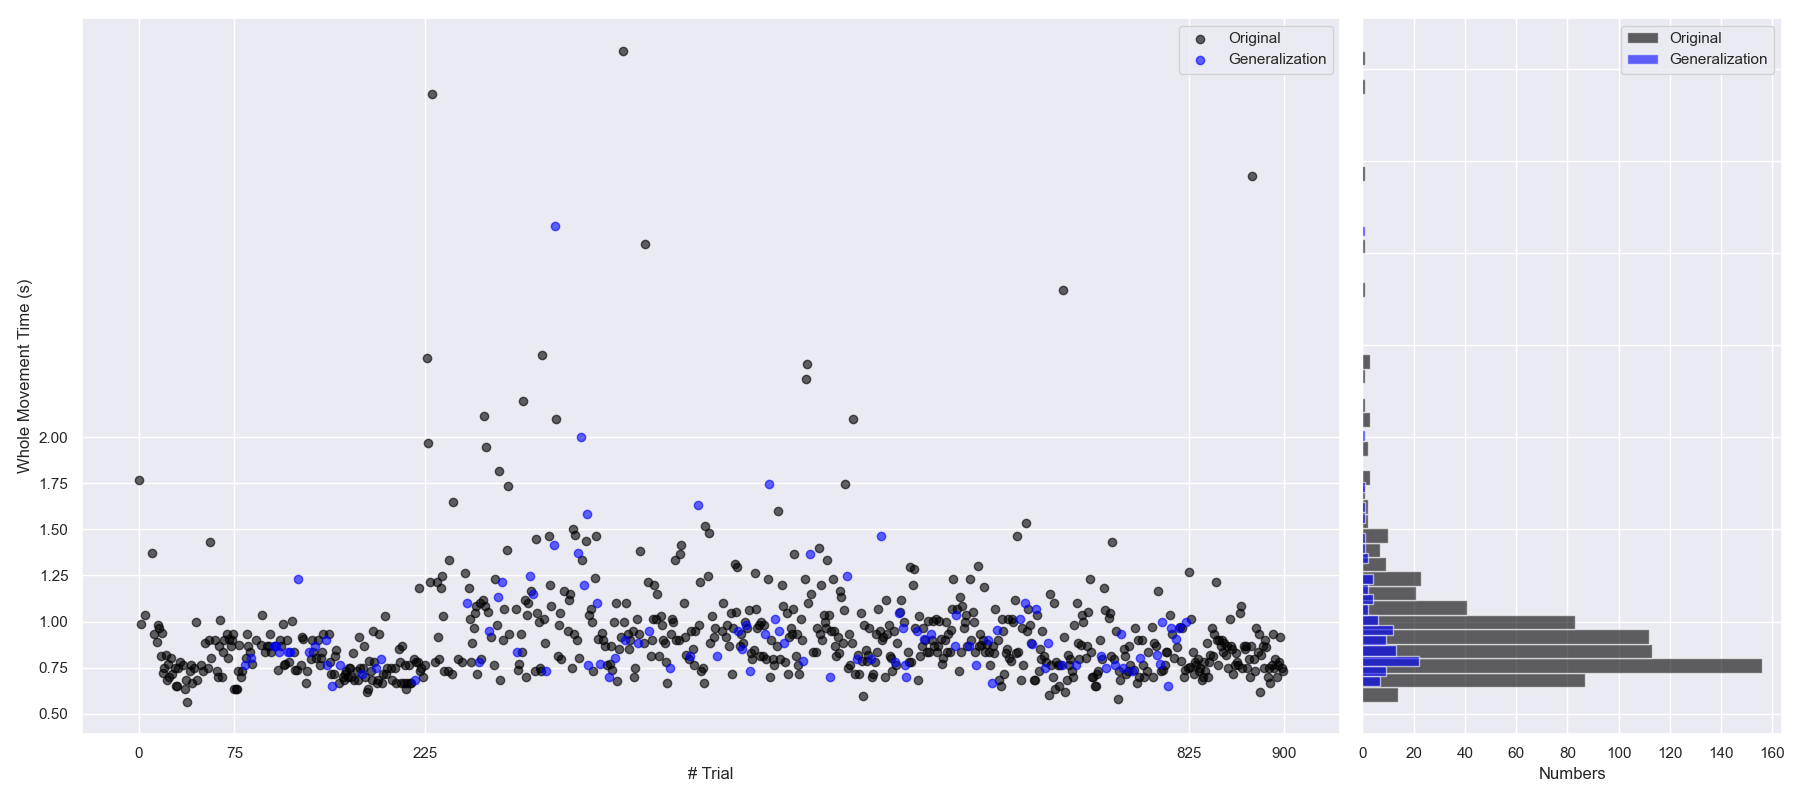 Original
Generalization
Original
Generalization
Whole Movement Time (s)
2.00
1.75
1.50
1.25
1.00
0.75
0.50
0 75 225 825 900
# Trial
0 20 40 60 80 100 120 140 160
Numbers